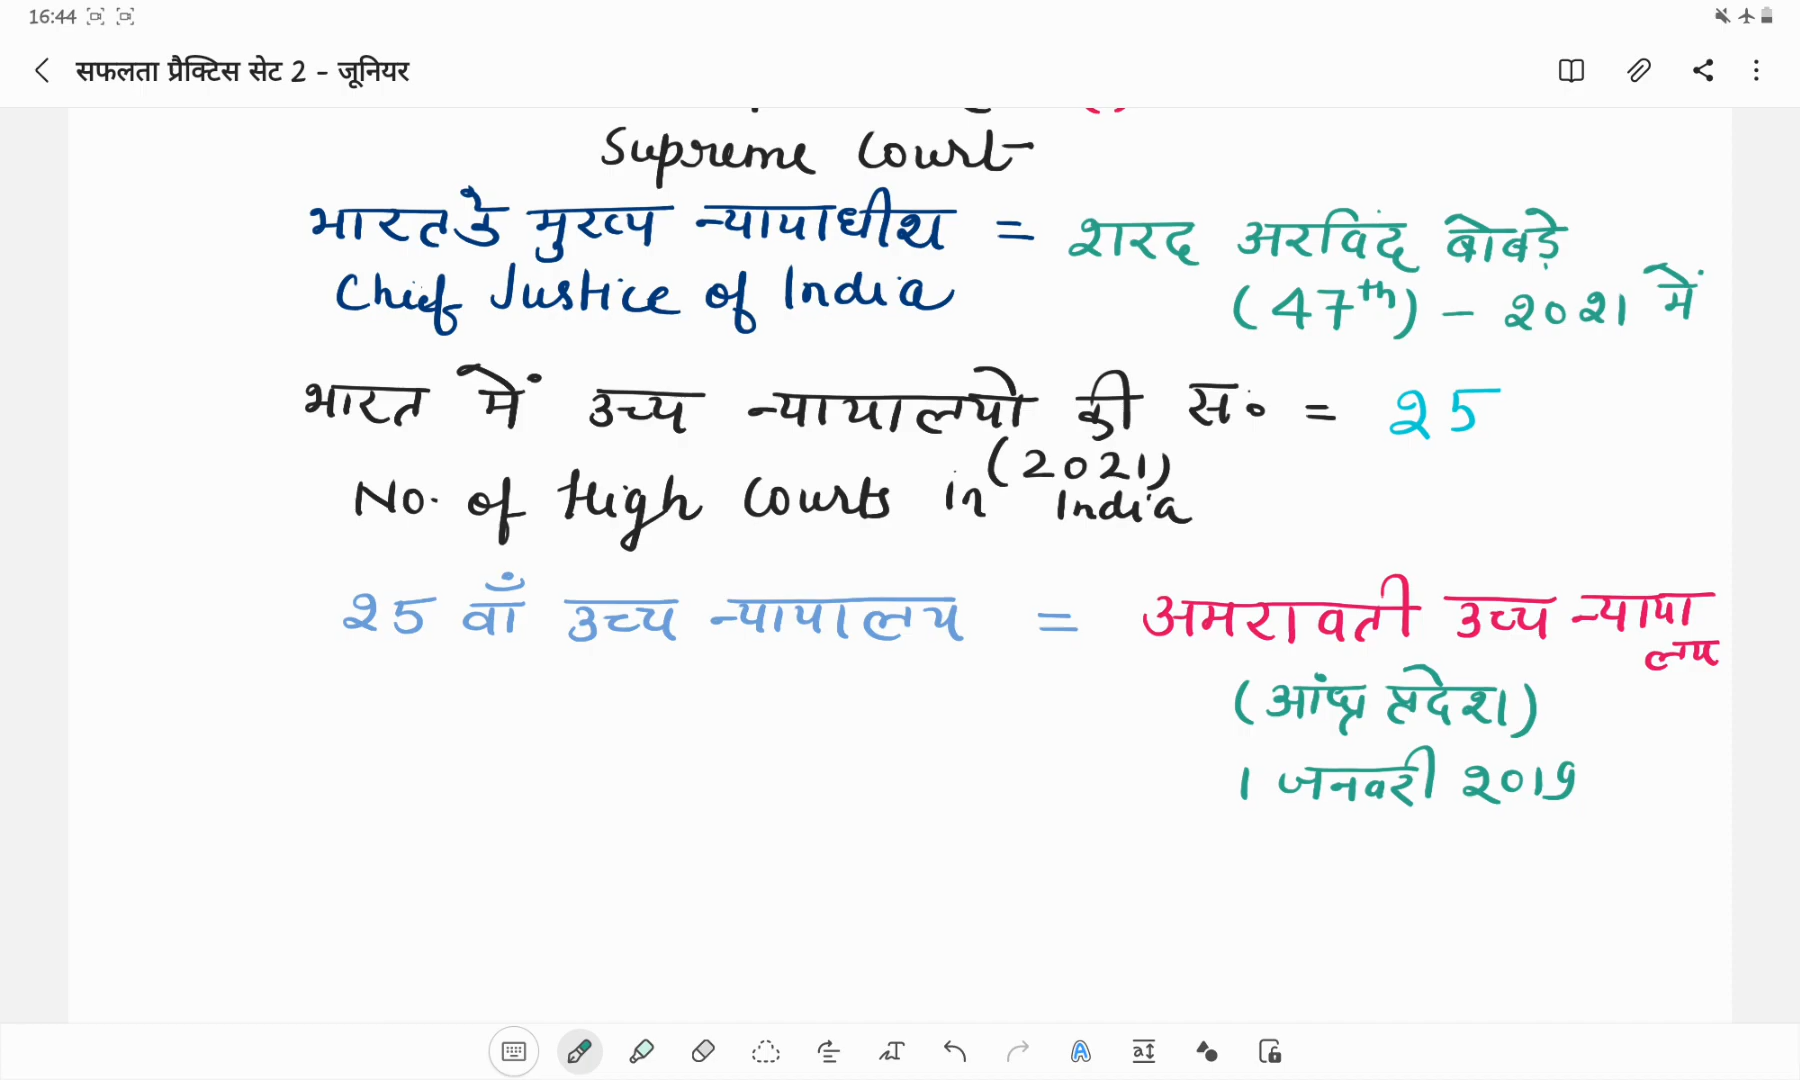 16:44
सफलता प्रैक्टिस सेट 2 - जूनियर
Supreme Court
भारत के मुख्य न्यायाधीश = शरद अरविंद बोबड़े
Chief Justice of India (47th) - 2021 में
भारत में उच्च न्यायालयो की सं० = 25
(2021)
No. of High Courts in India
25 वाँ उच्च न्यायालय = अमरावती उच्च न्याया
लय
(आंध्र प्रदेश)
1 जनवरी 2019